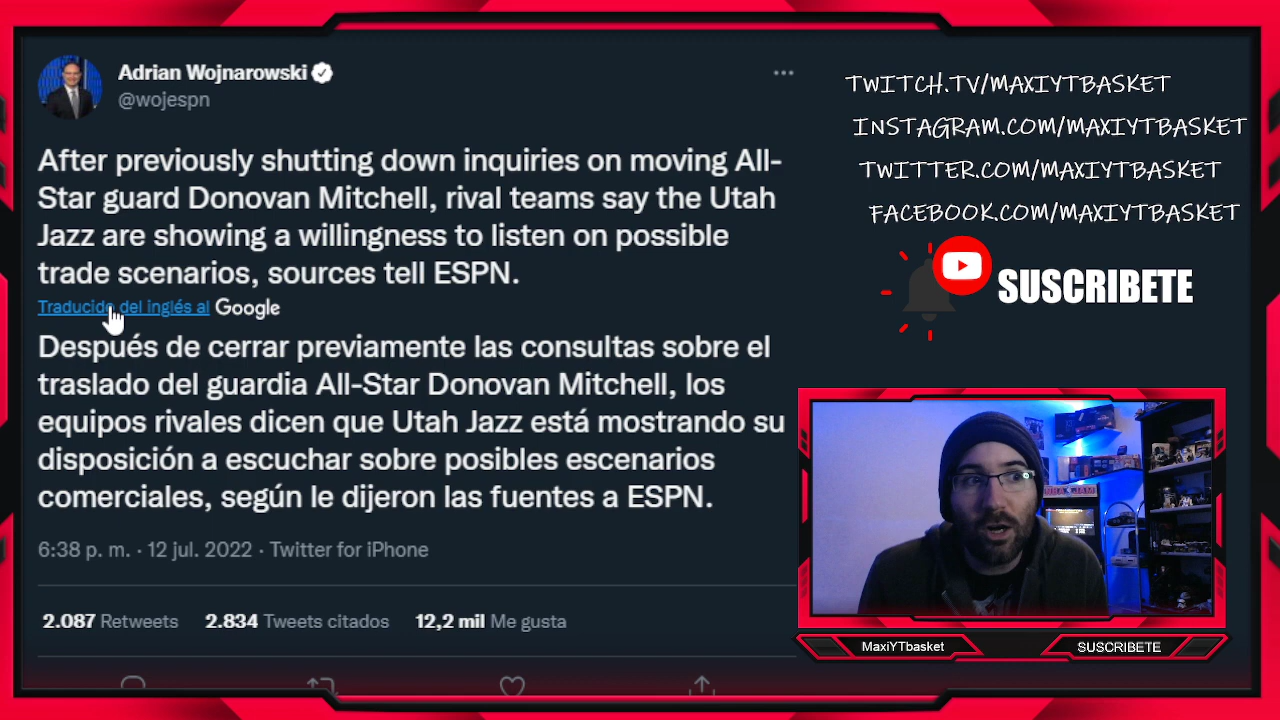 Adrian Wojnarowski
@wojespn
After previously shutting down inquiries on moving All-
Star guard Donovan Mitchell, rival teams say the Utah
Jazz are showing a willingness to listen on possible
trade scenarios, sources tell ESPN.
Traducido del inglés al Google
Después de cerrar previamente las consultas sobre el
traslado del guardia All-Star Donovan Mitchell, los
equipos rivales dicen que Utah Jazz está mostrando su
disposición a escuchar sobre posibles escenarios
comerciales, según le dijeron las fuentes a ESPN.
6:38 p. m. · 12 jul. 2022 · Twitter for iPhone
2.087 Retweets 2.834 Tweets citados 12,2 mil Me gusta
TWITCH.TV/MAXIYTBASKET
INSTAGRAM.COM/MAXIYTBASKET
TWITTER.COM/MAXIYTBASKET
FACEBOOK.COM/MAXIYTBASKET
SUSCRIBETE
MaxiYTbasket
SUSCRIBETE